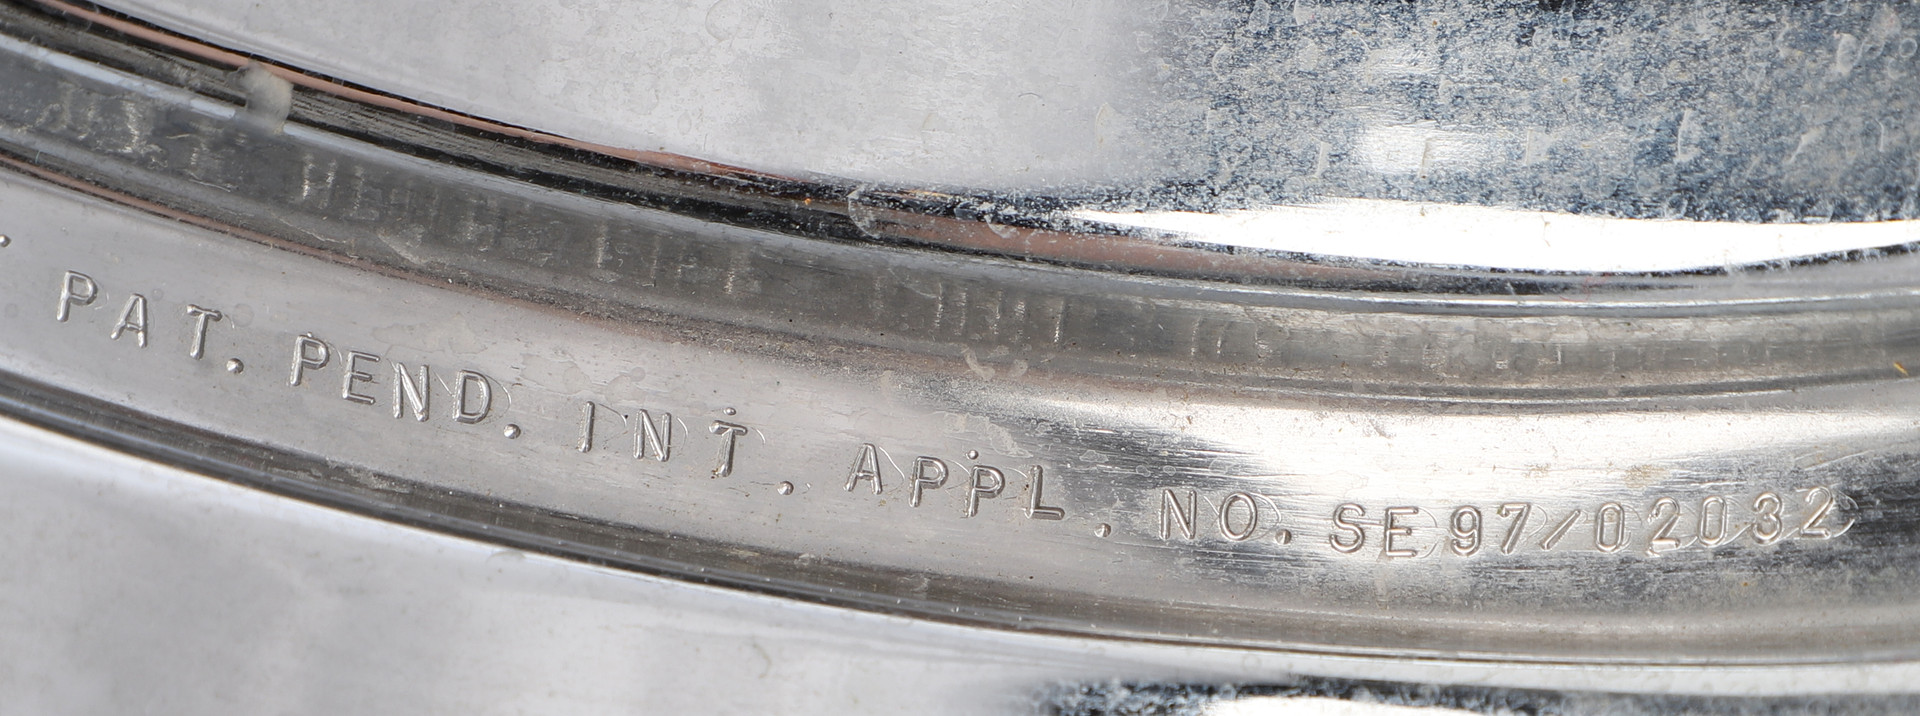 . PAT. PEND. INT. APPL. NO. SE97/02032